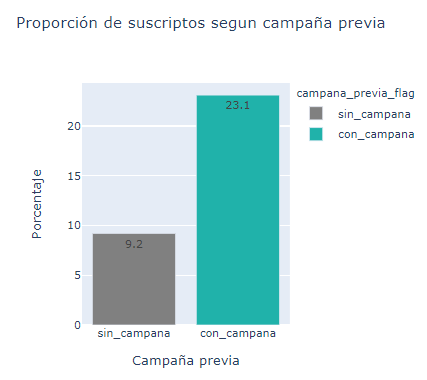 Proporción de suscriptos segun campaña previa
campana_previa_flag
sin_campana
con_campana
Porcentaje
20
15
10
5
0
23.1
9.2
sin_campana
con_campana
Campaña previa